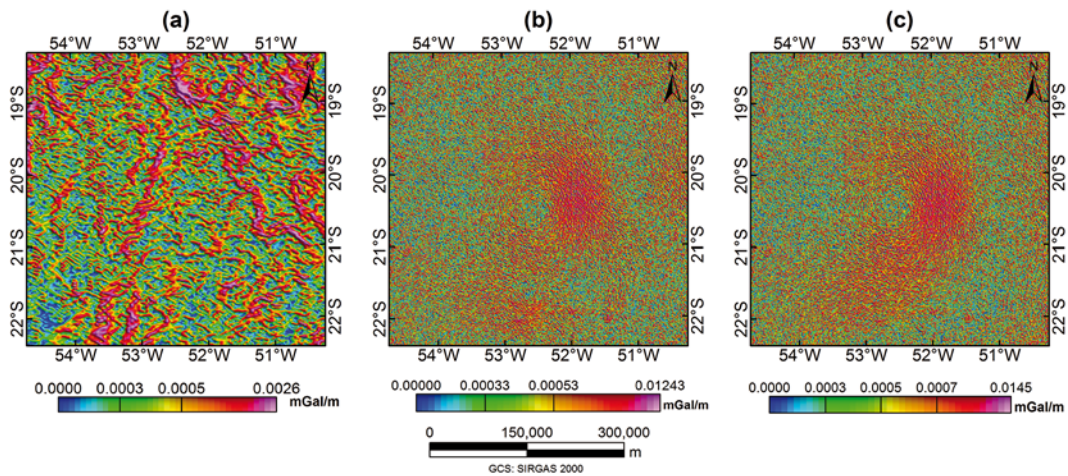 (a)
(b)
(c)
54°W 53°W 52°W 51°W
54°W 53°W 52°W 51°W
54°W 53°W 52°W 51°W
N
N
N
19°S 20°S 21°S 22°S
19°S 20°S 21°S 22°S
19°S 20°S 21°S 22°S
19°S 20°S 21°S 22°S
19°S 20°S 21°S 22°S
19°S 20°S 21°S 22°S
54°W 53°W 52°W 51°W
54°W 53°W 52°W 51°W
54°W 53°W 52°W 51°W
0.0000 0.0003 0.0005 0.0026
mGal/m
0.00000 0.00033 0.00053 0.01243
mGal/m
0.0000 0.0003 0.0005 0.0007 0.0145
mGal/m
0 150,000 300,000
m
GCS: SIRGAS 2000